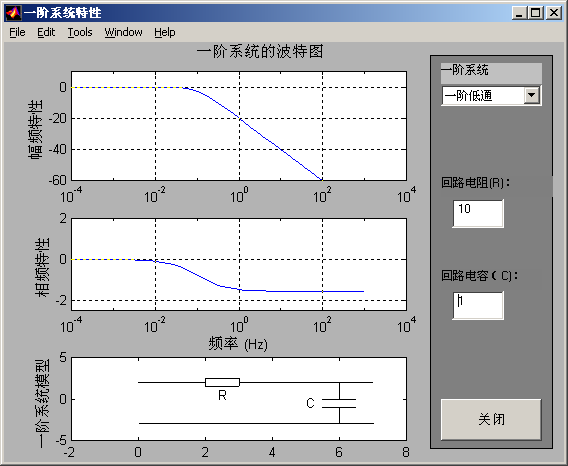 一阶系统特性
File Edit Tools Window Help
一阶系统的波特图
幅频特性
0
-20
-40
-60
10^-4 10^-2 10^0 10^2 10^4
相频特性
2
0
-2
10^-4 10^-2 10^0 10^2 10^4
频率 (Hz)
一阶系统模型
5
0
-5
R
C
-2 0 2 4 6 8
一阶系统
一阶低通
回路电阻(R)：
10
回路电容（C)：
1
关闭